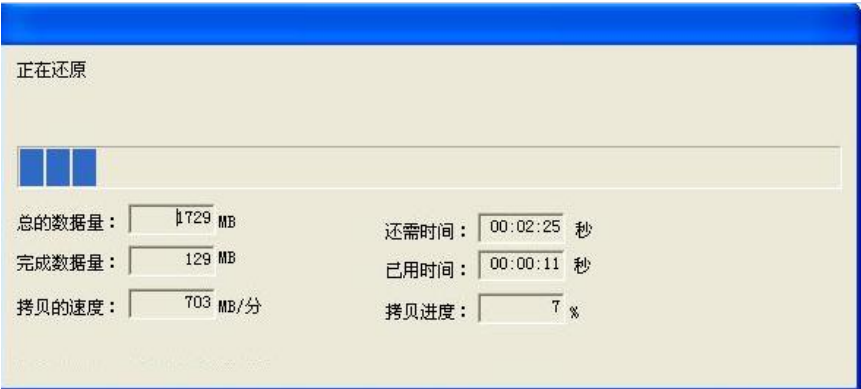 正在还原
总的数据量： 1729 MB
还需时间： 00:02:25 秒
完成数据量： 129 MB
已用时间： 00:00:11 秒
拷贝的速度： 703 MB/分
拷贝进度： 7 %